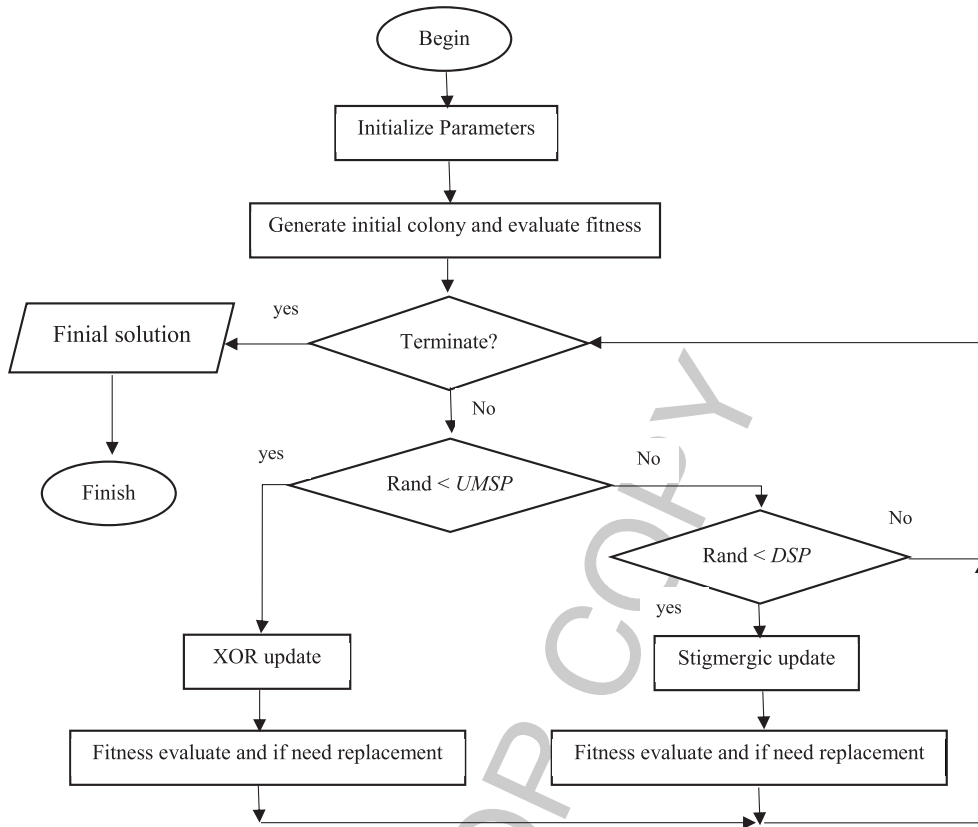 Begin
Initialize Parameters
Generate initial colony and evaluate fitness
yes
Finial solution
Terminate?
No
yes
Rand < UMSP
No
Finish
No
Rand < DSP
yes
XOR update
Stigmergic update
Fitness evaluate and if need replacement
Fitness evaluate and if need replacement
OP COPY